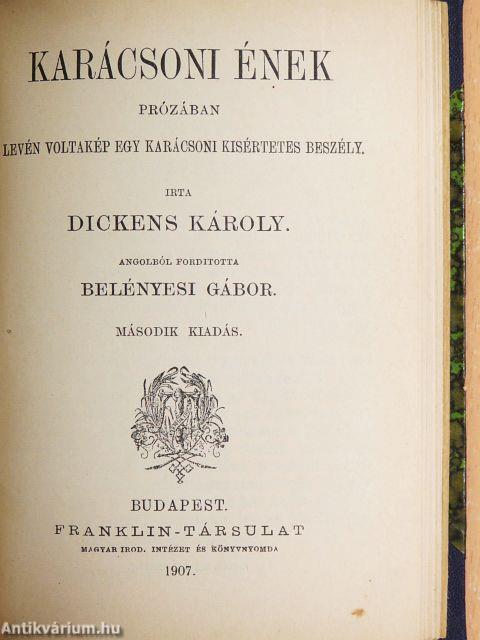 KARÁCSONI ÉNEK
PRÓZÁBAN
LEVÉN VOLTAKÉP EGY KARÁCSONI KISÉRTETES BESZÉLY.
IRTA
DICKENS KÁROLY.
ANGOLBÓL FORDITOTTA
BELÉNYESI GÁBOR.
MÁSODIK KIADÁS.
BUDAPEST.
FRANKLIN-TÁRSULAT
MAGYAR IROD. INTÉZET ÉS KÖNYVNYOMDA
1907.
Antikvárium.hu